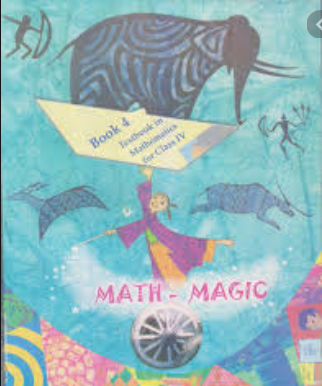 Book 4
Textbook in
Mathematics
for Class IV
MATH - MAGIC